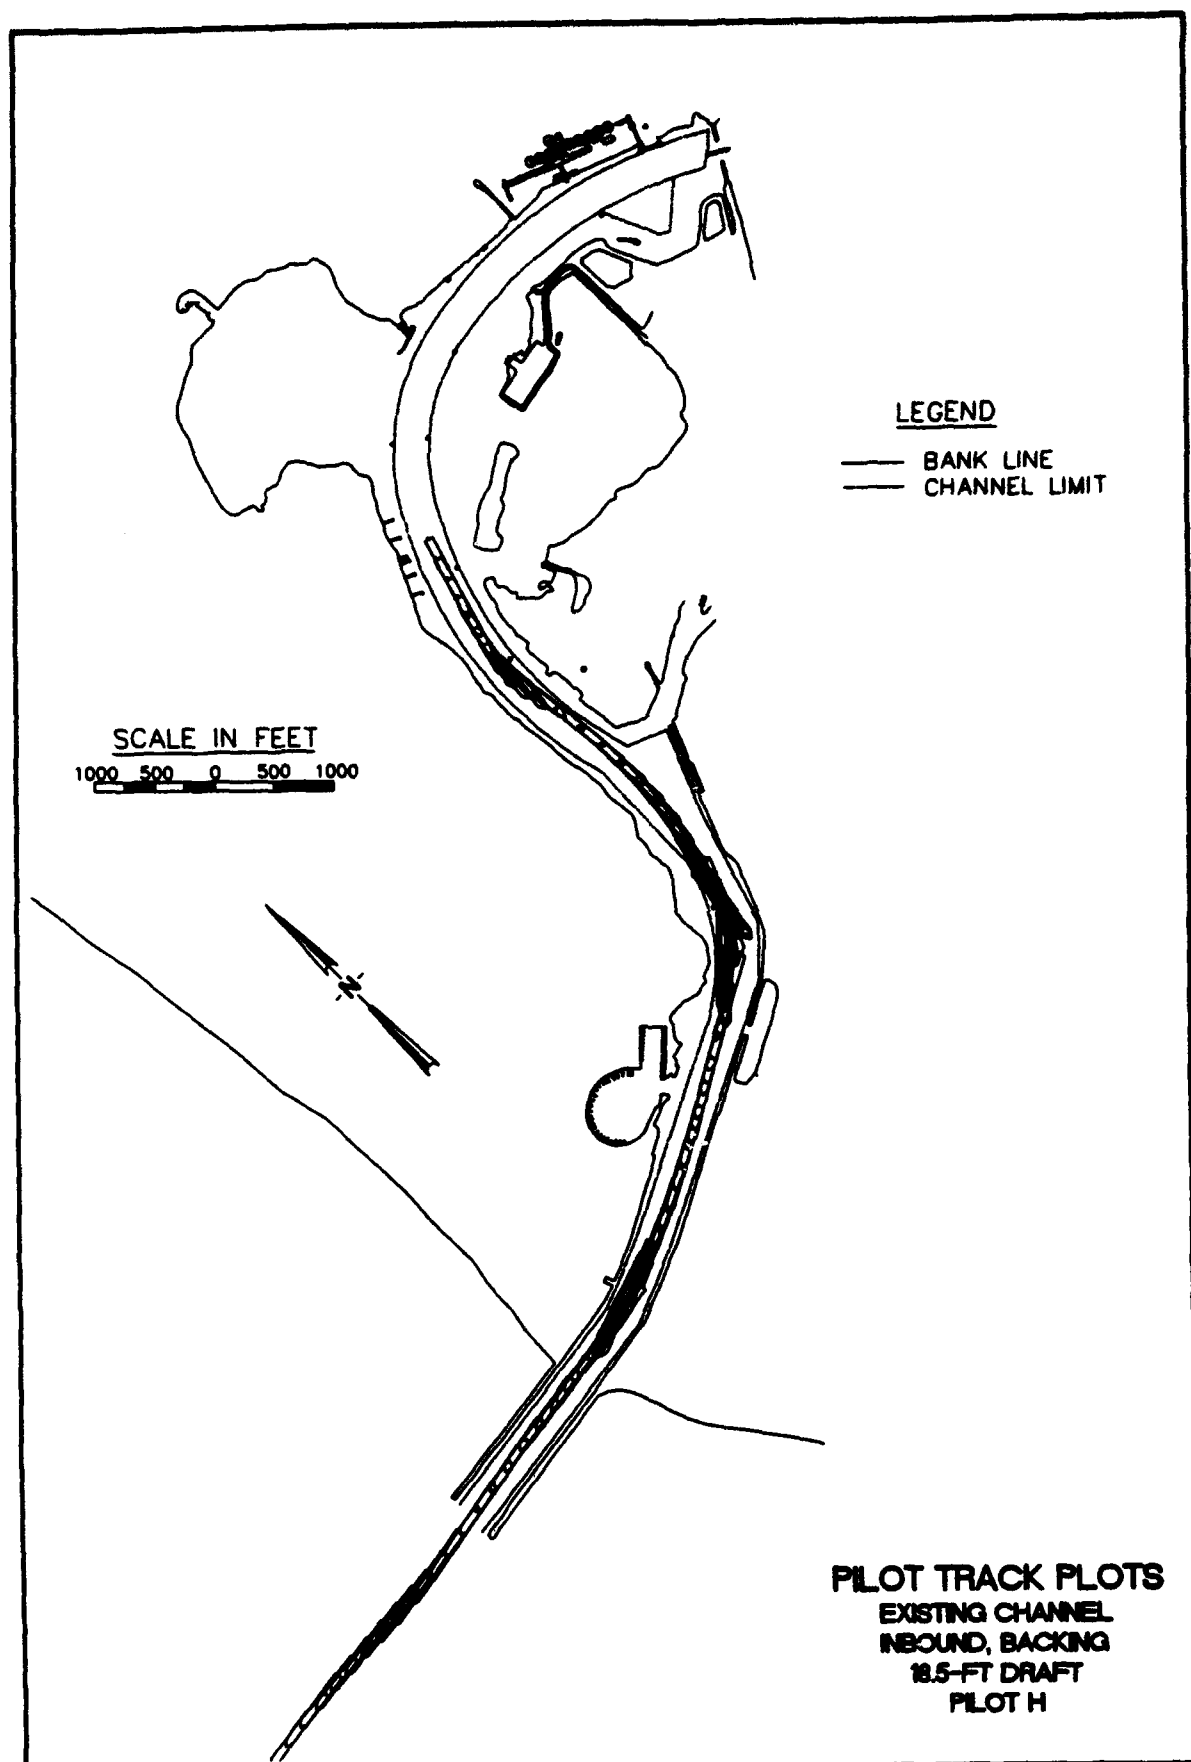 LEGEND
BANK LINE
CHANNEL LIMIT
SCALE IN FEET
1000 500 0 500 1000
N
PILOT TRACK PLOTS
EXISTING CHANNEL
INBOUND, BACKING
18.5-FT DRAFT
PILOT H